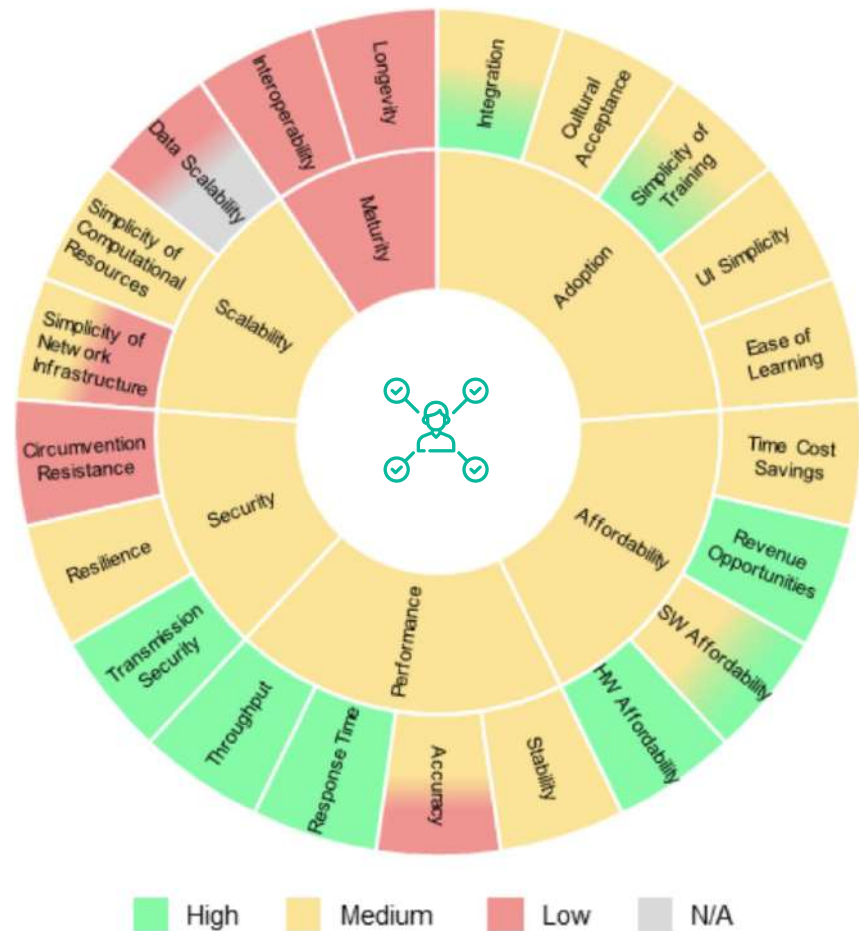 Integration
Cultural
Acceptance
Simplicity of
Training
UI Simplicity
Ease of
Learning
Time Cost
Savings
Revenue
Opportunities
SW Affordability
HW Affordability
Stability
Accuracy
Response Time
Throughput
Transmission
Security
Resilience
Circumvention
Resistance
Simplicity of
Network
Infrastructure
Simplicity of
Computational
Resources
Data Scalability
Interoperability
Longevity
Adoption
Affordability
Performance
Security
Scalability
Maturity
High
Medium
Low
N/A